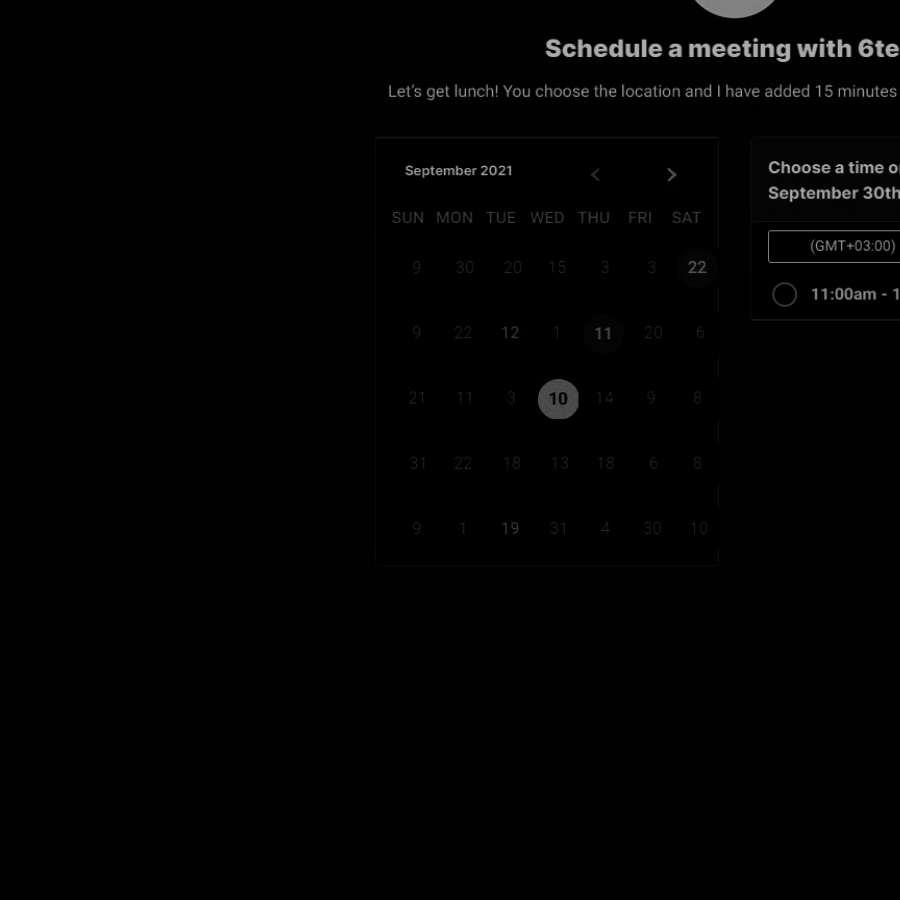 Schedule a meeting with 6te
Let's get lunch! You choose the location and I have added 15 minutes
September 2021
SUN MON TUE WED THU FRI SAT
9 30 20 15 3 3 22
9 22 12 1 11 20 6
21 11 3 10 14 9 8
31 22 18 13 18 6 8
9 1 19 31 4 30 10
Choose a time o
September 30th
(GMT+03:00)
11:00am - 1